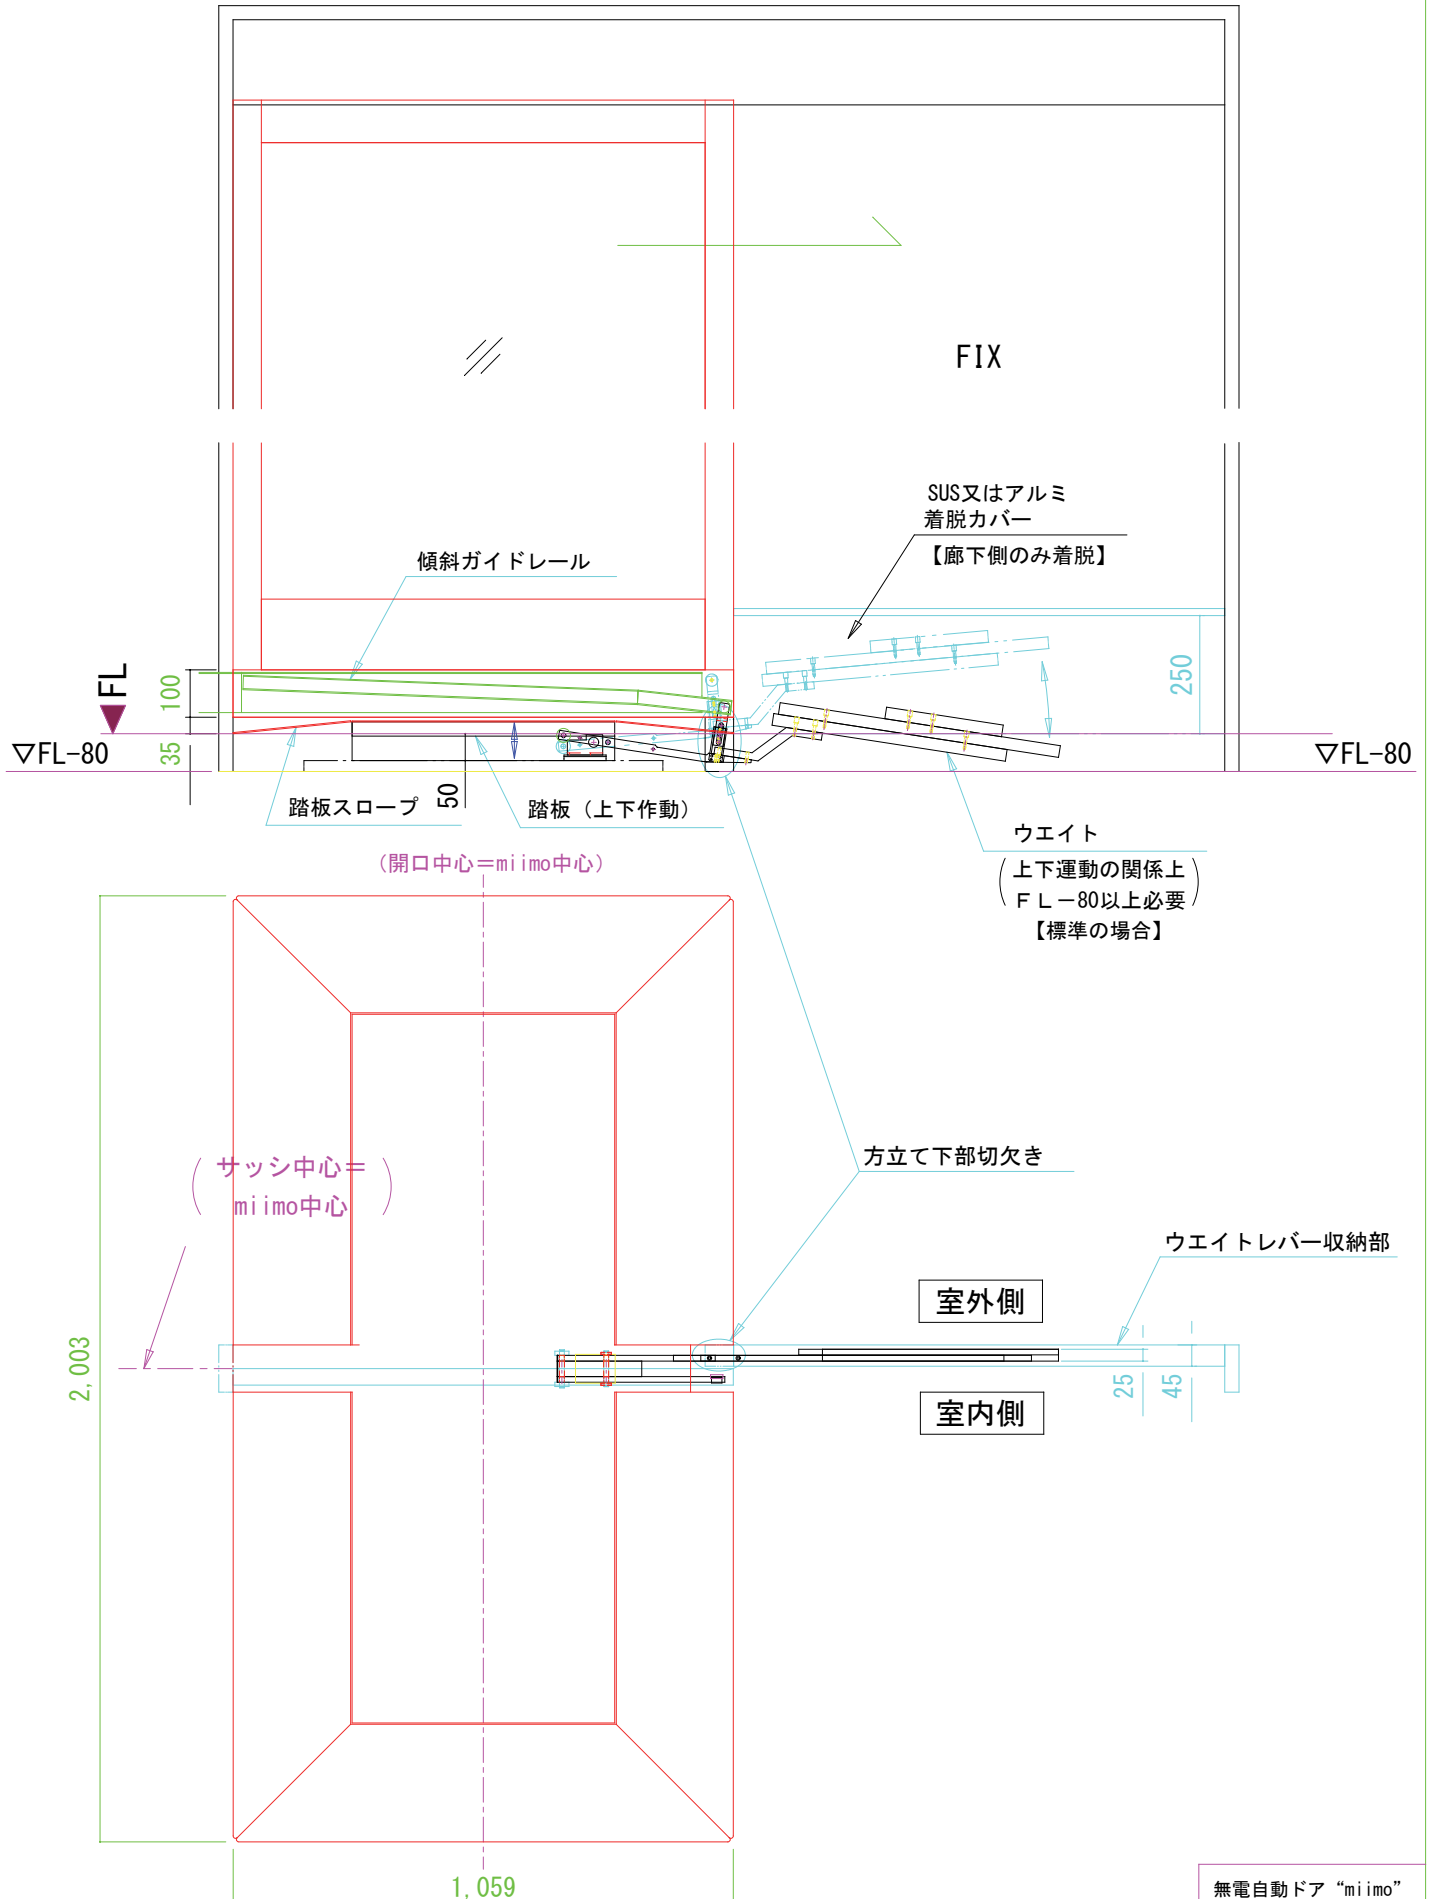 FIX
SUS又はアルミ
着脱カバー
【廊下側のみ着脱】
傾斜ガイドレール
FL
100
250
▽FL-80
35
▽FL-80
踏板スロープ
50
踏板（上下作動）
ウエイト
（上下運動の関係上
ＦＬ－80以上必要）
【標準の場合】
(開口中心＝miimo中心)
（サッシ中心＝
miimo中心）
方立て下部切欠き
ウエイトレバー収納部
室外側
2,003
25
45
室内側
1,059
無電自動ドア “miimo”